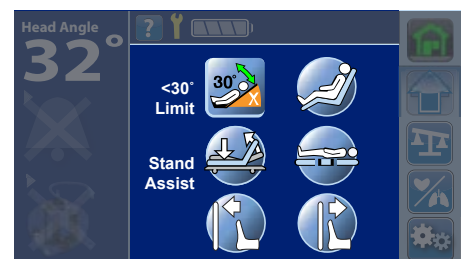 Head Angle
32°
?
<30°
Limit
30°
X
Stand
Assist